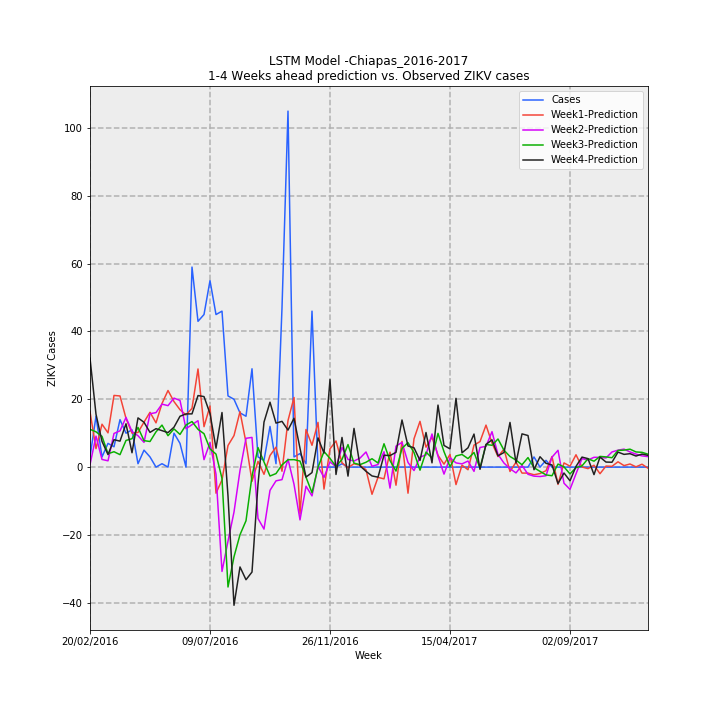 LSTM Model -Chiapas_2016-2017
1-4 Weeks ahead prediction vs. Observed ZIKV cases
Cases
Week1-Prediction
Week2-Prediction
Week3-Prediction
Week4-Prediction
100
80
60
40
20
0
−20
−40
ZIKV Cases
20/02/2016 09/07/2016 26/11/2016 15/04/2017 02/09/2017
Week